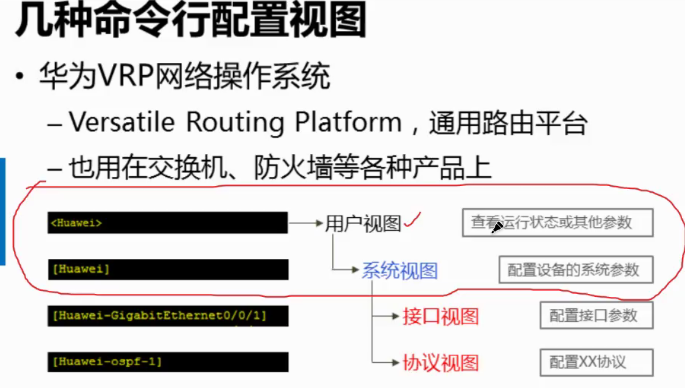 几种命令行配置视图
• 华为VRP网络操作系统
– Versatile Routing Platform，通用路由平台
– 也用在交换机、防火墙等各种产品上
<Huawei> 用户视图 查看运行状态或其他参数
[Huawei] 系统视图 配置设备的系统参数
[Huawei-GigabitEthernet0/0/1] 接口视图 配置接口参数
[Huawei-ospf-1] 协议视图 配置XX协议